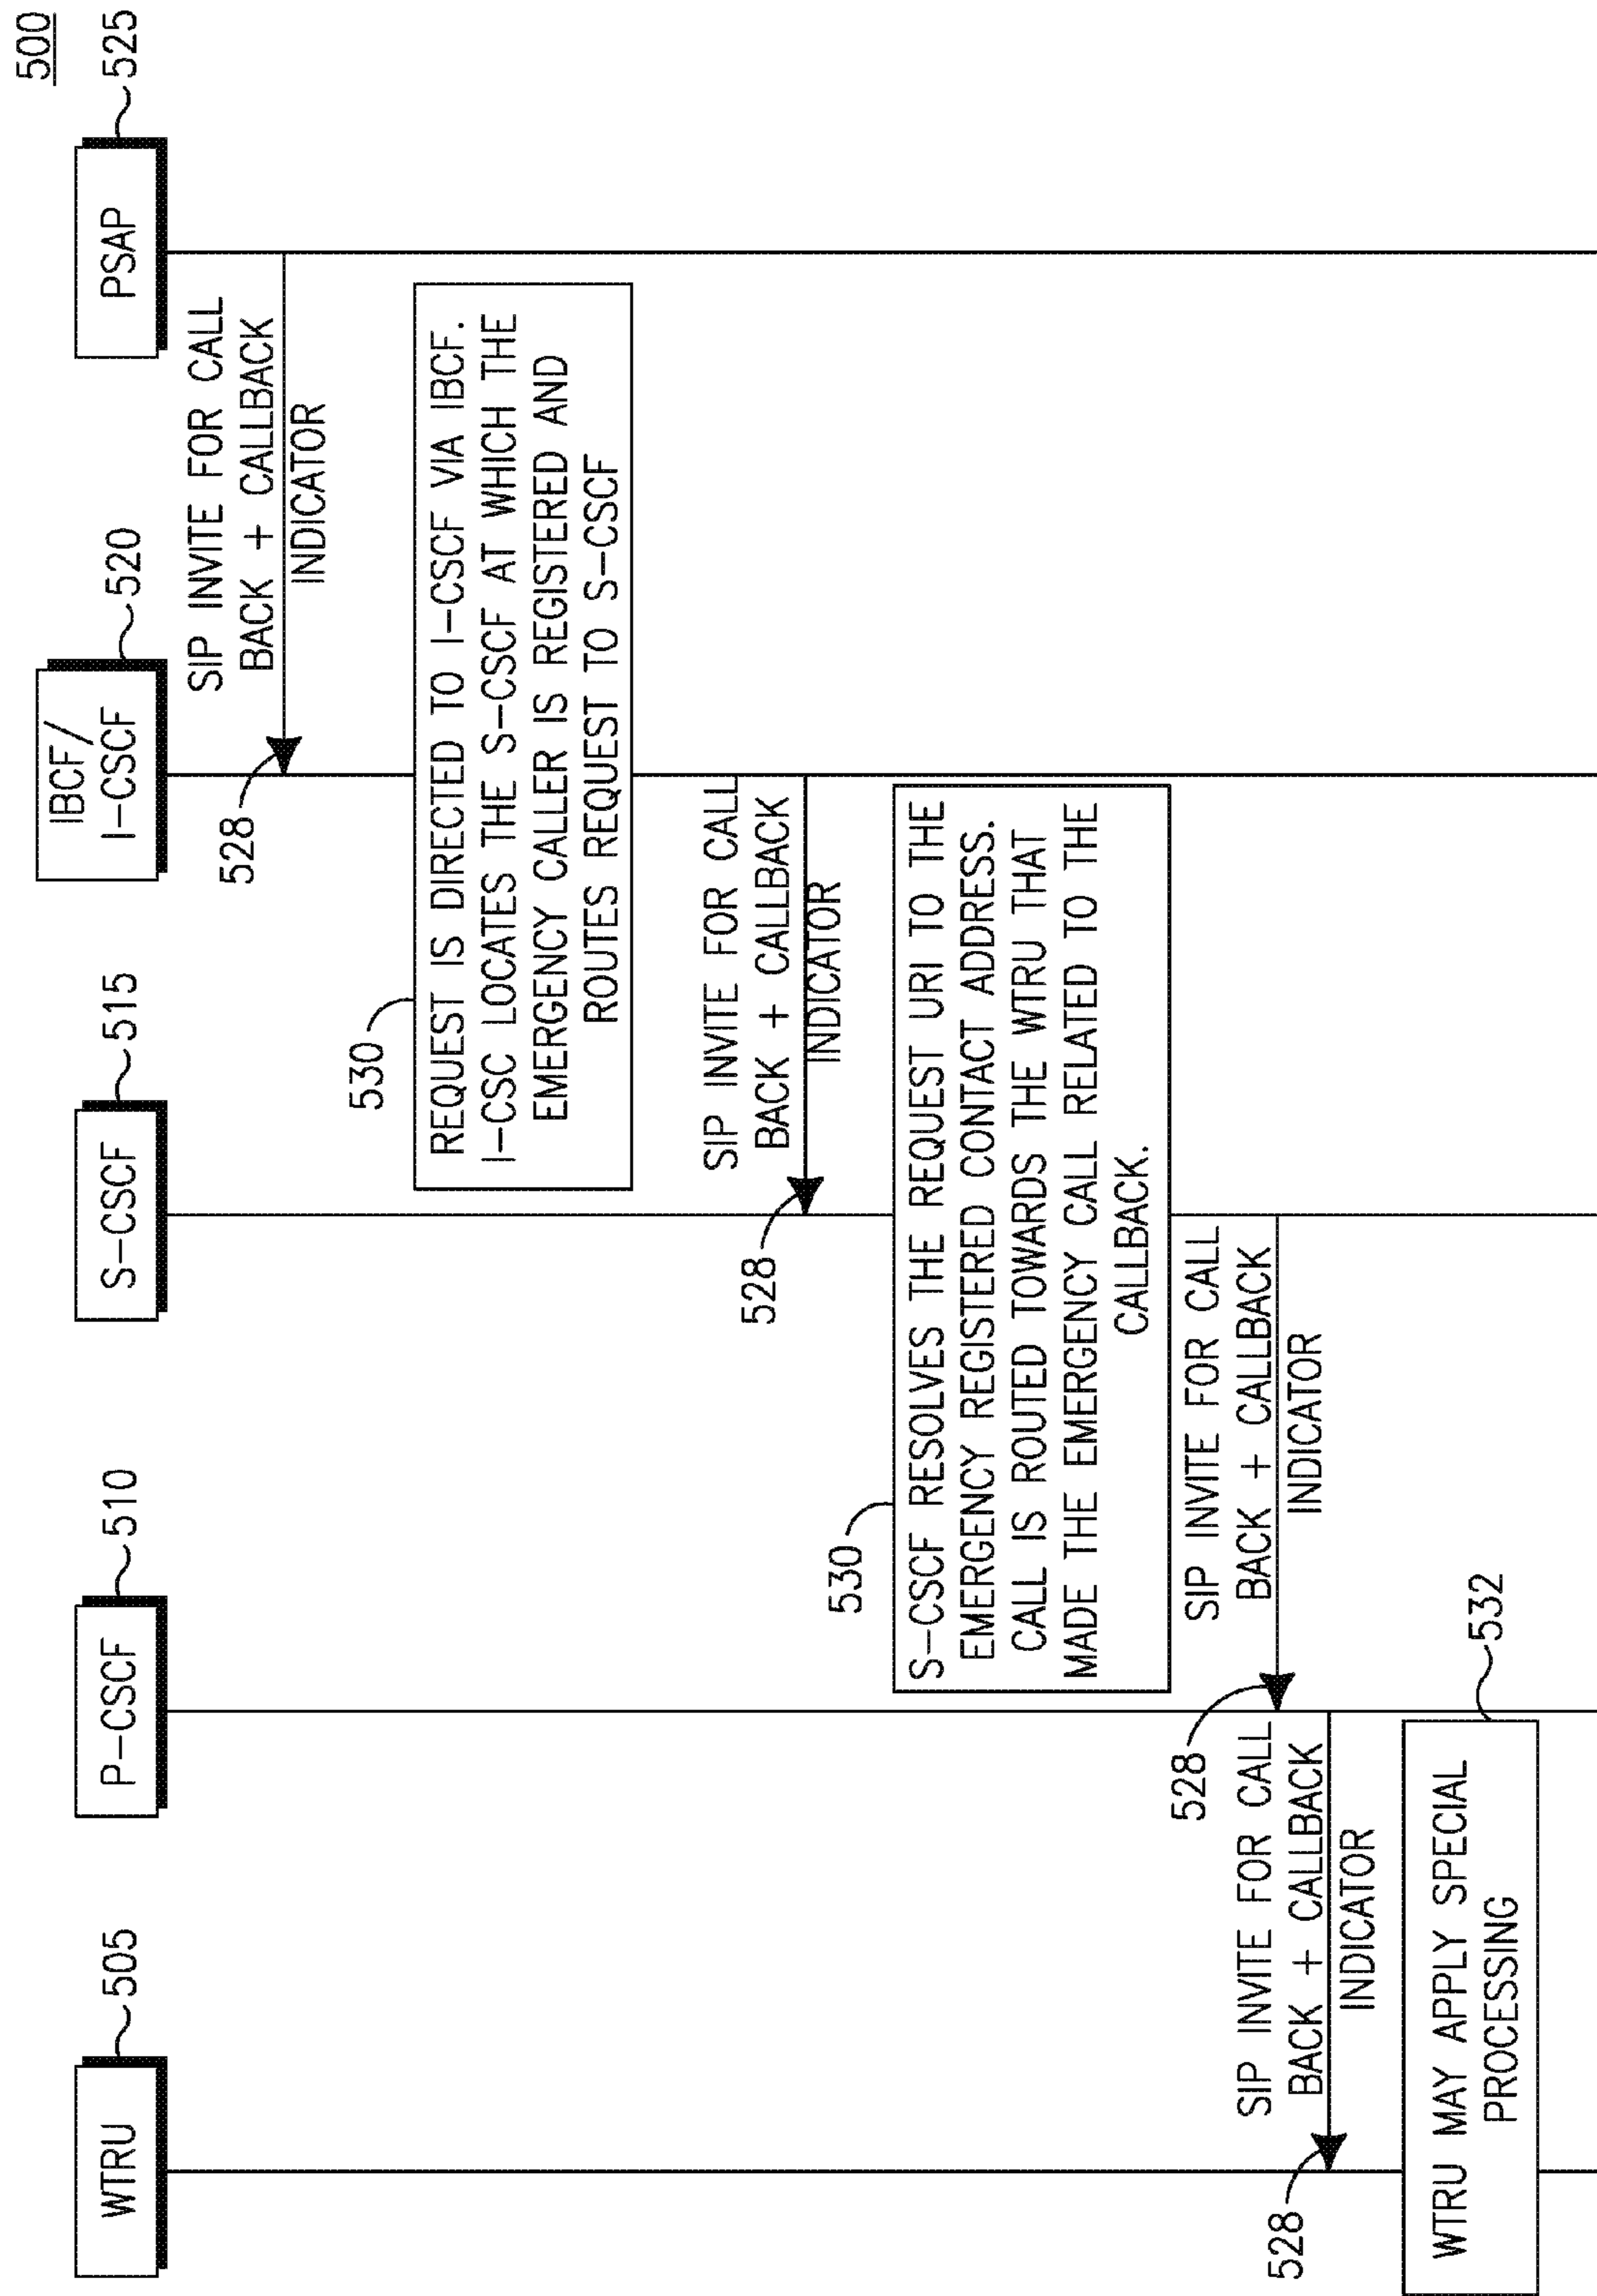 500
WTRU
505
P-CSCF
510
S-CSCF
515
IBCF/
I-CSCF
520
PSAP
525
SIP INVITE FOR CALL
BACK + CALLBACK
INDICATOR
528
530
REQUEST IS DIRECTED TO I-CSCF VIA IBCF.
I-CSC LOCATES THE S-CSCF AT WHICH THE
EMERGENCY CALLER IS REGISTERED AND
ROUTES REQUEST TO S-CSCF
SIP INVITE FOR CALL
BACK + CALLBACK
INDICATOR
528
530
S-CSCF RESOLVES THE REQUEST URI TO THE
EMERGENCY REGISTERED CONTACT ADDRESS.
CALL IS ROUTED TOWARDS THE WTRU THAT
MADE THE EMERGENCY CALL RELATED TO THE
CALLBACK.
SIP INVITE FOR CALL
BACK + CALLBACK
INDICATOR
528
SIP INVITE FOR CALL
BACK + CALLBACK
INDICATOR
528
WTRU MAY APPLY SPECIAL
PROCESSING
532